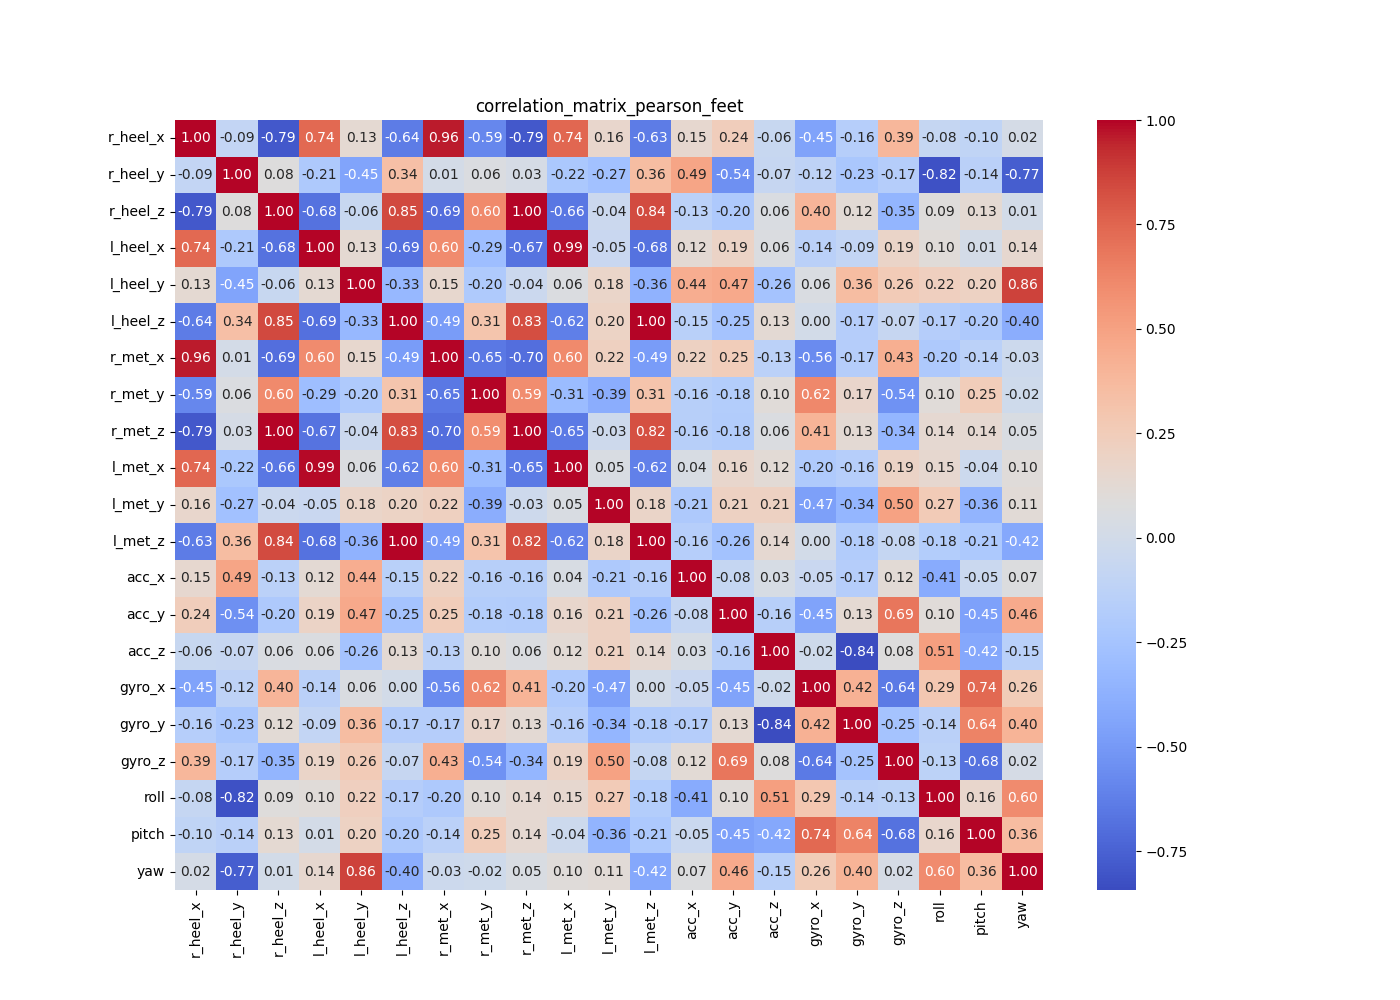 correlation_matrix_pearson_feet
r_heel_x 1.00 -0.09 -0.79 0.74 0.13 -0.64 0.96 -0.59 -0.79 0.74 0.16 -0.63 0.15 0.24 -0.06 -0.45 -0.16 0.39 -0.08 -0.10 0.02
r_heel_y -0.09 1.00 0.08 -0.21 -0.45 0.34 0.01 0.06 0.03 -0.22 -0.27 0.36 0.49 -0.54 -0.07 -0.12 -0.23 -0.17 -0.82 -0.14 -0.77
r_heel_z -0.79 0.08 1.00 -0.68 -0.06 0.85 -0.69 0.60 1.00 -0.66 -0.04 0.84 -0.13 -0.20 0.06 0.40 0.12 -0.35 0.09 0.13 0.01
l_heel_x 0.74 -0.21 -0.68 1.00 0.13 -0.69 0.60 -0.29 -0.67 0.99 -0.05 -0.68 0.12 0.19 0.06 -0.14 -0.09 0.19 0.10 0.01 0.14
l_heel_y 0.13 -0.45 -0.06 0.13 1.00 -0.33 0.15 -0.20 -0.04 0.06 0.18 -0.36 0.44 0.47 -0.26 0.06 0.36 0.26 0.22 0.20 0.86
l_heel_z -0.64 0.34 0.85 -0.69 -0.33 1.00 -0.49 0.31 0.83 -0.62 0.20 1.00 -0.15 -0.25 0.13 0.00 -0.17 -0.07 -0.17 -0.20 -0.40
r_met_x 0.96 0.01 -0.69 0.60 0.15 -0.49 1.00 -0.65 -0.70 0.60 0.22 -0.49 0.22 0.25 -0.13 -0.56 -0.17 0.43 -0.20 -0.14 -0.03
r_met_y -0.59 0.06 0.60 -0.29 -0.20 0.31 -0.65 1.00 0.59 -0.31 -0.39 0.31 -0.16 -0.18 0.10 0.62 0.17 -0.54 0.10 0.25 -0.02
r_met_z -0.79 0.03 1.00 -0.67 -0.04 0.83 -0.70 0.59 1.00 -0.65 -0.03 0.82 -0.16 -0.18 0.06 0.41 0.13 -0.34 0.14 0.14 0.05
l_met_x 0.74 -0.22 -0.66 0.99 0.06 -0.62 0.60 -0.31 -0.65 1.00 0.05 -0.62 0.04 0.16 0.12 -0.20 -0.16 0.19 0.15 -0.04 0.10
l_met_y 0.16 -0.27 -0.04 -0.05 0.18 0.20 0.22 -0.39 -0.03 0.05 1.00 0.18 -0.21 0.21 0.21 -0.47 -0.34 0.50 0.27 -0.36 0.11
l_met_z -0.63 0.36 0.84 -0.68 -0.36 1.00 -0.49 0.31 0.82 -0.62 0.18 1.00 -0.16 -0.26 0.14 0.00 -0.18 -0.08 -0.18 -0.21 -0.42
acc_x 0.15 0.49 -0.13 0.12 0.44 -0.15 0.22 -0.16 -0.16 0.04 -0.21 -0.16 1.00 -0.08 0.03 -0.05 -0.17 0.12 -0.41 -0.05 0.07
acc_y 0.24 -0.54 -0.20 0.19 0.47 -0.25 0.25 -0.18 -0.18 0.16 0.21 -0.26 -0.08 1.00 -0.16 -0.45 0.13 0.69 0.10 -0.45 0.46
acc_z -0.06 -0.07 0.06 0.06 -0.26 0.13 -0.13 0.10 0.06 0.12 0.21 0.14 0.03 -0.16 1.00 -0.02 -0.84 0.08 0.51 -0.42 -0.15
gyro_x -0.45 -0.12 0.40 -0.14 0.06 0.00 -0.56 0.62 0.41 -0.20 -0.47 0.00 -0.05 -0.45 -0.02 1.00 0.42 -0.64 0.29 0.74 0.26
gyro_y -0.16 -0.23 0.12 -0.09 0.36 -0.17 -0.17 0.17 0.13 -0.16 -0.34 -0.18 -0.17 0.13 -0.84 0.42 1.00 -0.25 -0.14 0.64 0.40
gyro_z 0.39 -0.17 -0.35 0.19 0.26 -0.07 0.43 -0.54 -0.34 0.19 0.50 -0.08 0.12 0.69 0.08 -0.64 -0.25 1.00 -0.13 -0.68 0.02
roll -0.08 -0.82 0.09 0.10 0.22 -0.17 -0.20 0.10 0.14 0.15 0.27 -0.18 -0.41 0.10 0.51 0.29 -0.14 -0.13 1.00 0.16 0.60
pitch -0.10 -0.14 0.13 0.01 0.20 -0.20 -0.14 0.25 0.14 -0.04 -0.36 -0.21 -0.05 -0.45 -0.42 0.74 0.64 -0.68 0.16 1.00 0.36
yaw 0.02 -0.77 0.01 0.14 0.86 -0.40 -0.03 -0.02 0.05 0.10 0.11 -0.42 0.07 0.46 -0.15 0.26 0.40 0.02 0.60 0.36 1.00
r_heel_x r_heel_y r_heel_z l_heel_x l_heel_y l_heel_z r_met_x r_met_y r_met_z l_met_x l_met_y l_met_z acc_x acc_y acc_z gyro_x gyro_y gyro_z roll pitch yaw
1.00
0.75
0.50
0.25
0.00
−0.25
−0.50
−0.75